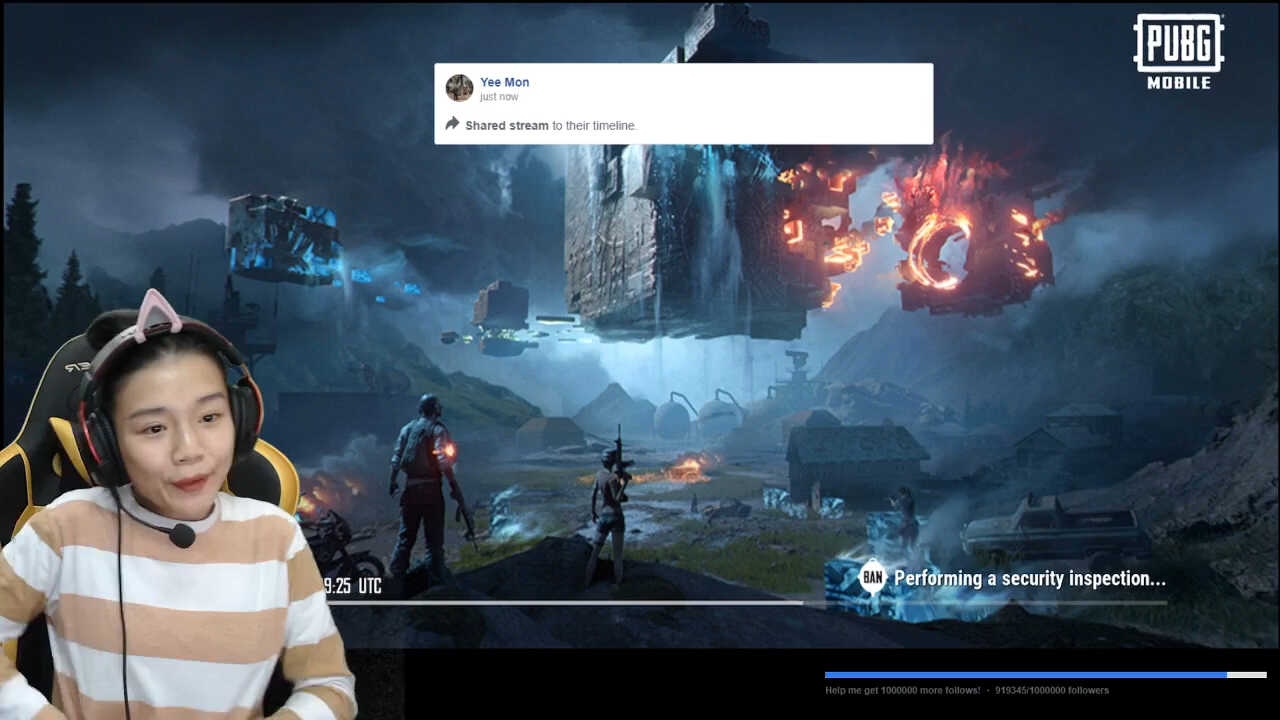 PUBG
MOBILE
Yee Mon
just now
Shared stream to their timeline.
9:25 UTC
BAN
Performing a security inspection...
Help me get 1000000 more follows! · 919345/1000000 followers